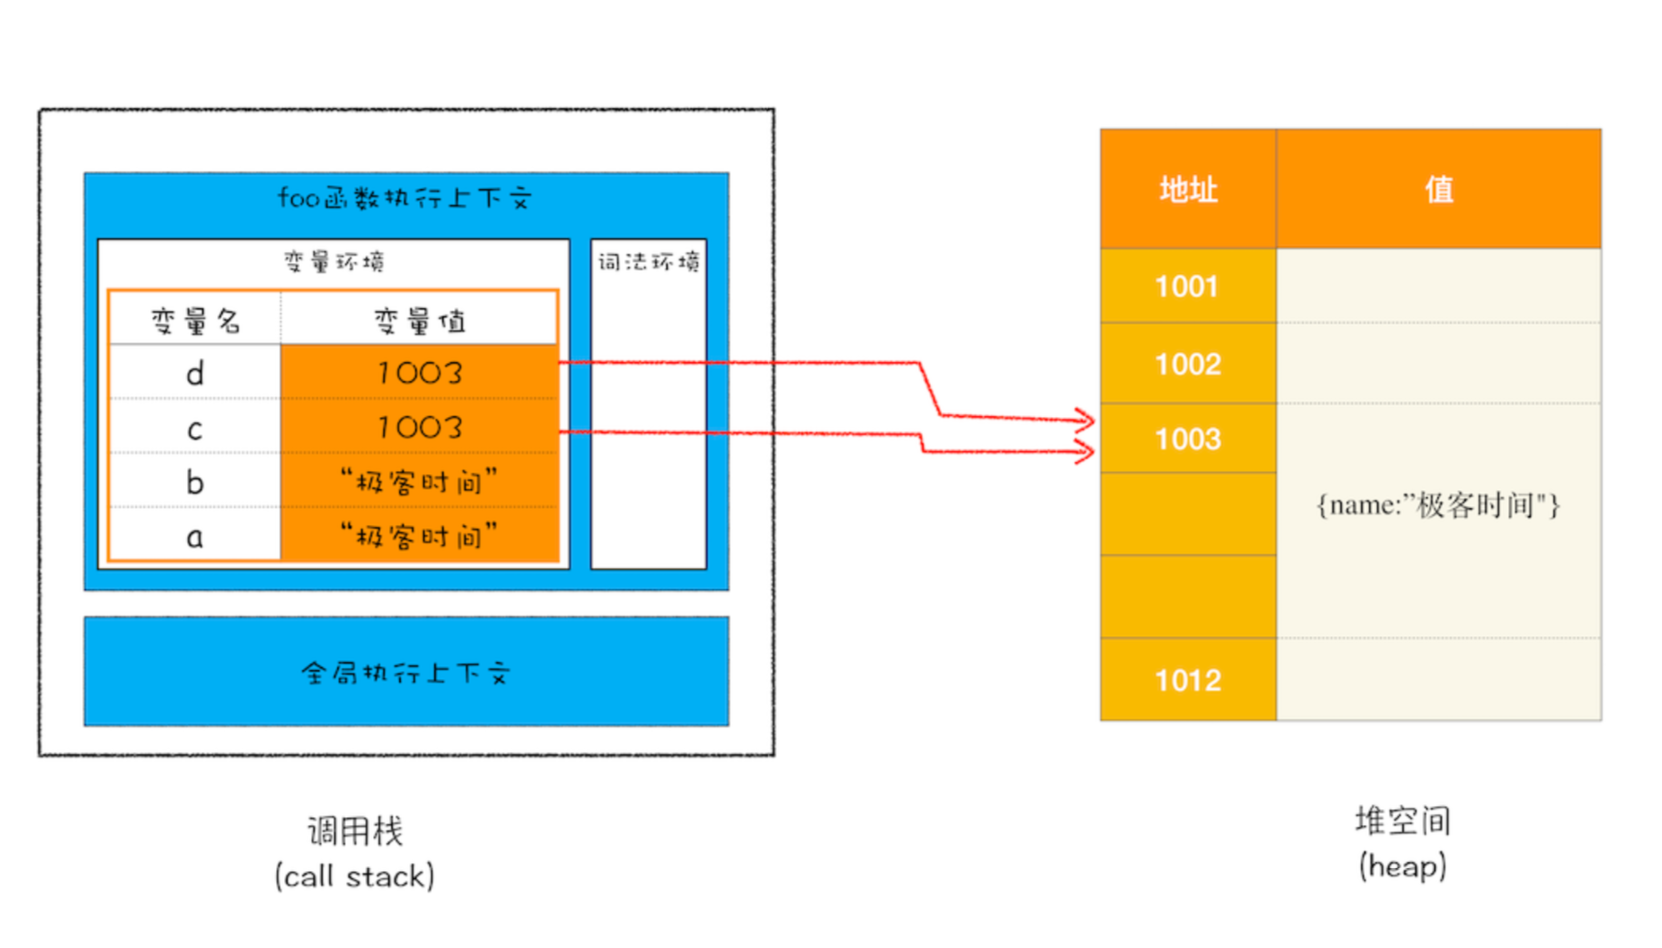 foo函数执行上下文
变量环境
词法环境
变量名 变量值
d 1003
c 1003
b “极客时间”
a “极客时间”
全局执行上下文
调用栈
(call stack)
地址 值
1001
1002
1003
{name:”极客时间"}
1012
堆空间
(heap)